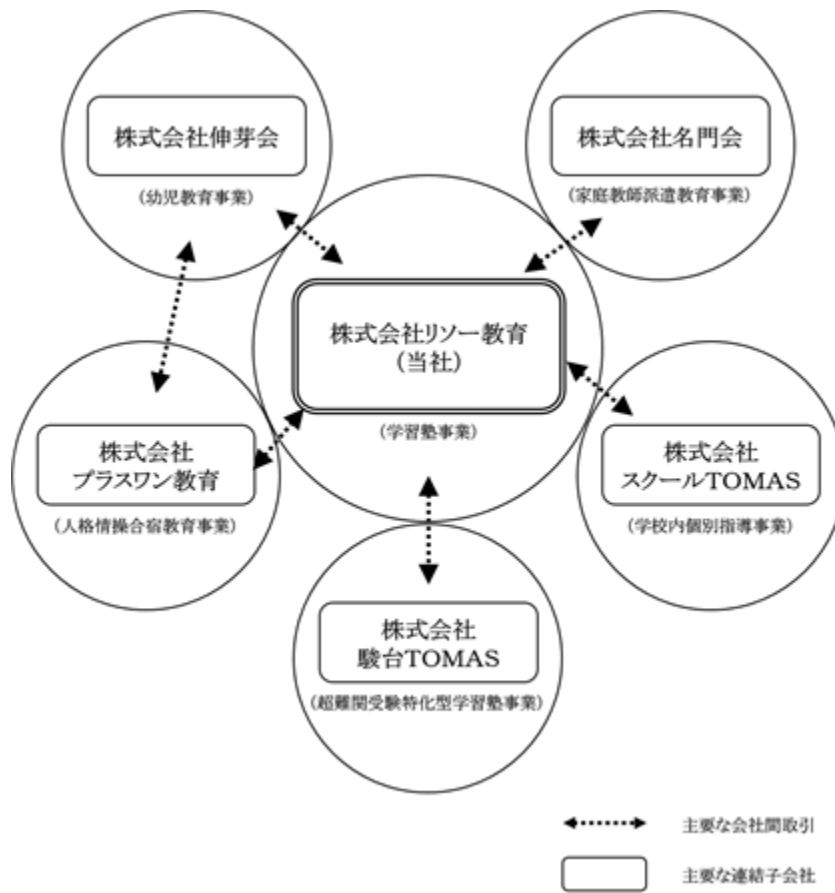 株式会社伸芽会
(幼児教育事業)
株式会社名門会
(家庭教師派遣教育事業)
株式会社リソー教育
(当社)
(学習塾事業)
株式会社
プラスワン教育
(人格情操合宿教育事業)
株式会社
スクールTOMAS
(学校内個別指導事業)
株式会社
駿台TOMAS
(超難関受験特化型学習塾事業)
主要な会社間取引
主要な連結子会社